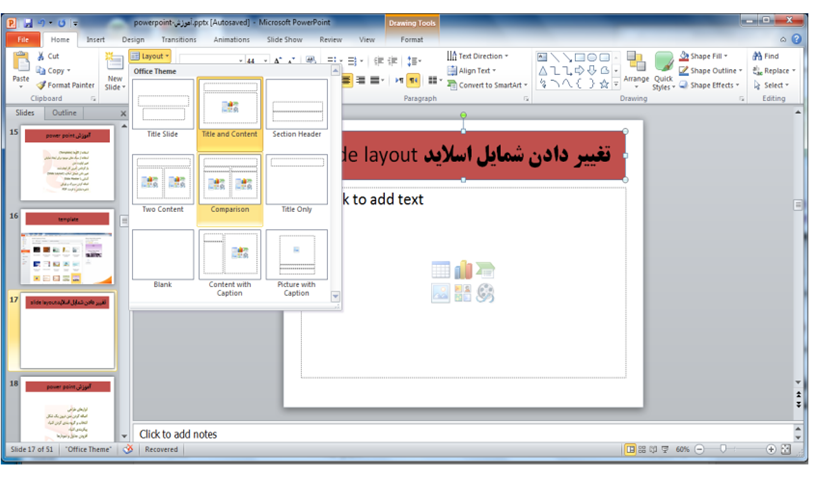 powerpoint-آموزش.pptx [Autosaved] - Microsoft PowerPoint
Drawing Tools
File Home Insert Design Transitions Animations Slide Show Review View Format
Paste
Cut
Copy
Format Painter
Clipboard
New Slide
Layout
44
Text Direction
Align Text
Convert to SmartArt
Paragraph
Arrange
Quick Styles
Shape Fill
Shape Outline
Shape Effects
Drawing
Find
Replace
Select
Editing
Office Theme
Title Slide
Title and Content
Section Header
Two Content
Comparison
Title Only
Blank
Content with Caption
Picture with Caption
Slides Outline
15
آموزش power point
16
template
17
تغییر دادن شمایل اسلاید slide layout
18
آموزش power point
تغییر دادن شمایل اسلاید de layout
k to add text
Click to add notes
Slide 17 of 51 "Office Theme" Recovered 60%